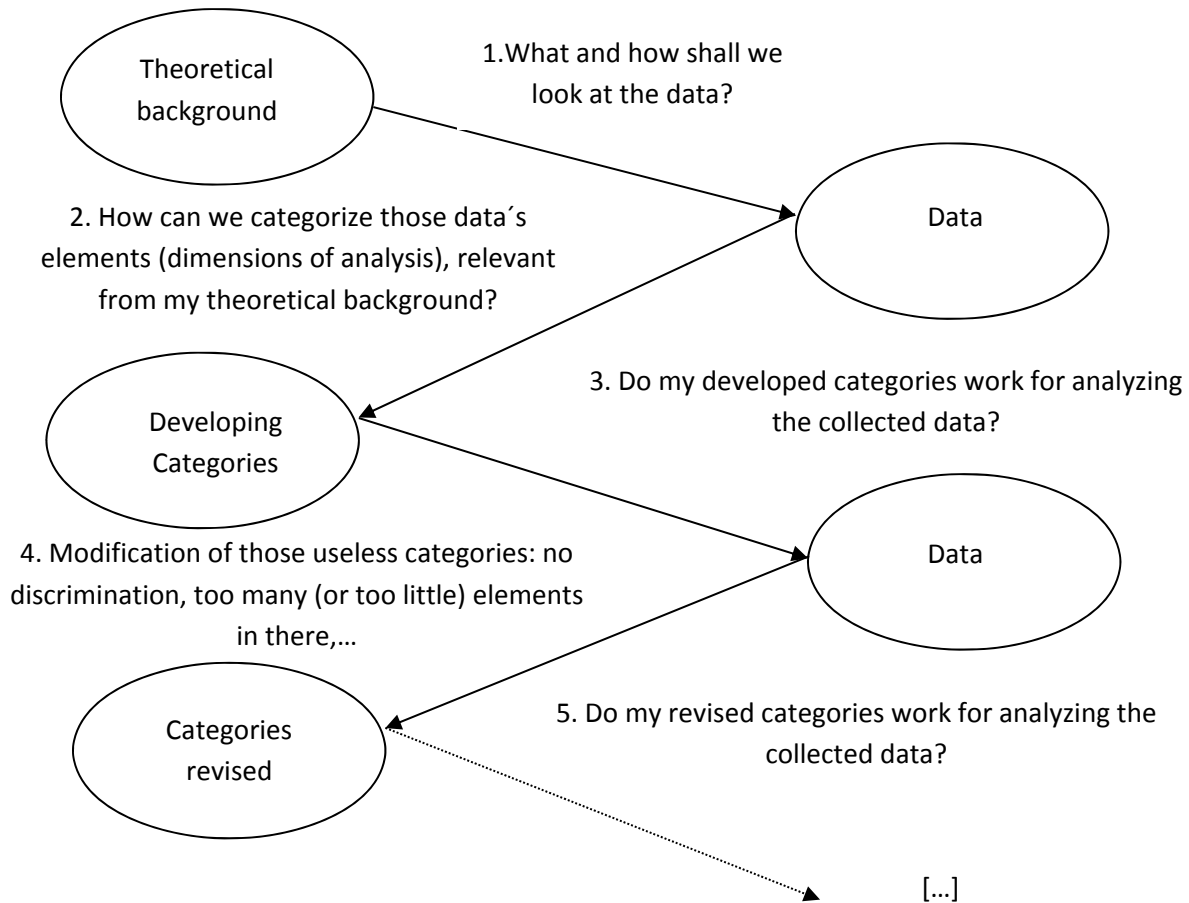 Theoretical
background
1.What and how shall we
look at the data?
Data
2. How can we categorize those data´s
elements (dimensions of analysis), relevant
from my theoretical background?
3. Do my developed categories work for analyzing
the collected data?
Developing
Categories
Data
4. Modification of those useless categories: no
discrimination, too many (or too little) elements
in there,…
5. Do my revised categories work for analyzing the
collected data?
Categories
revised
[…]